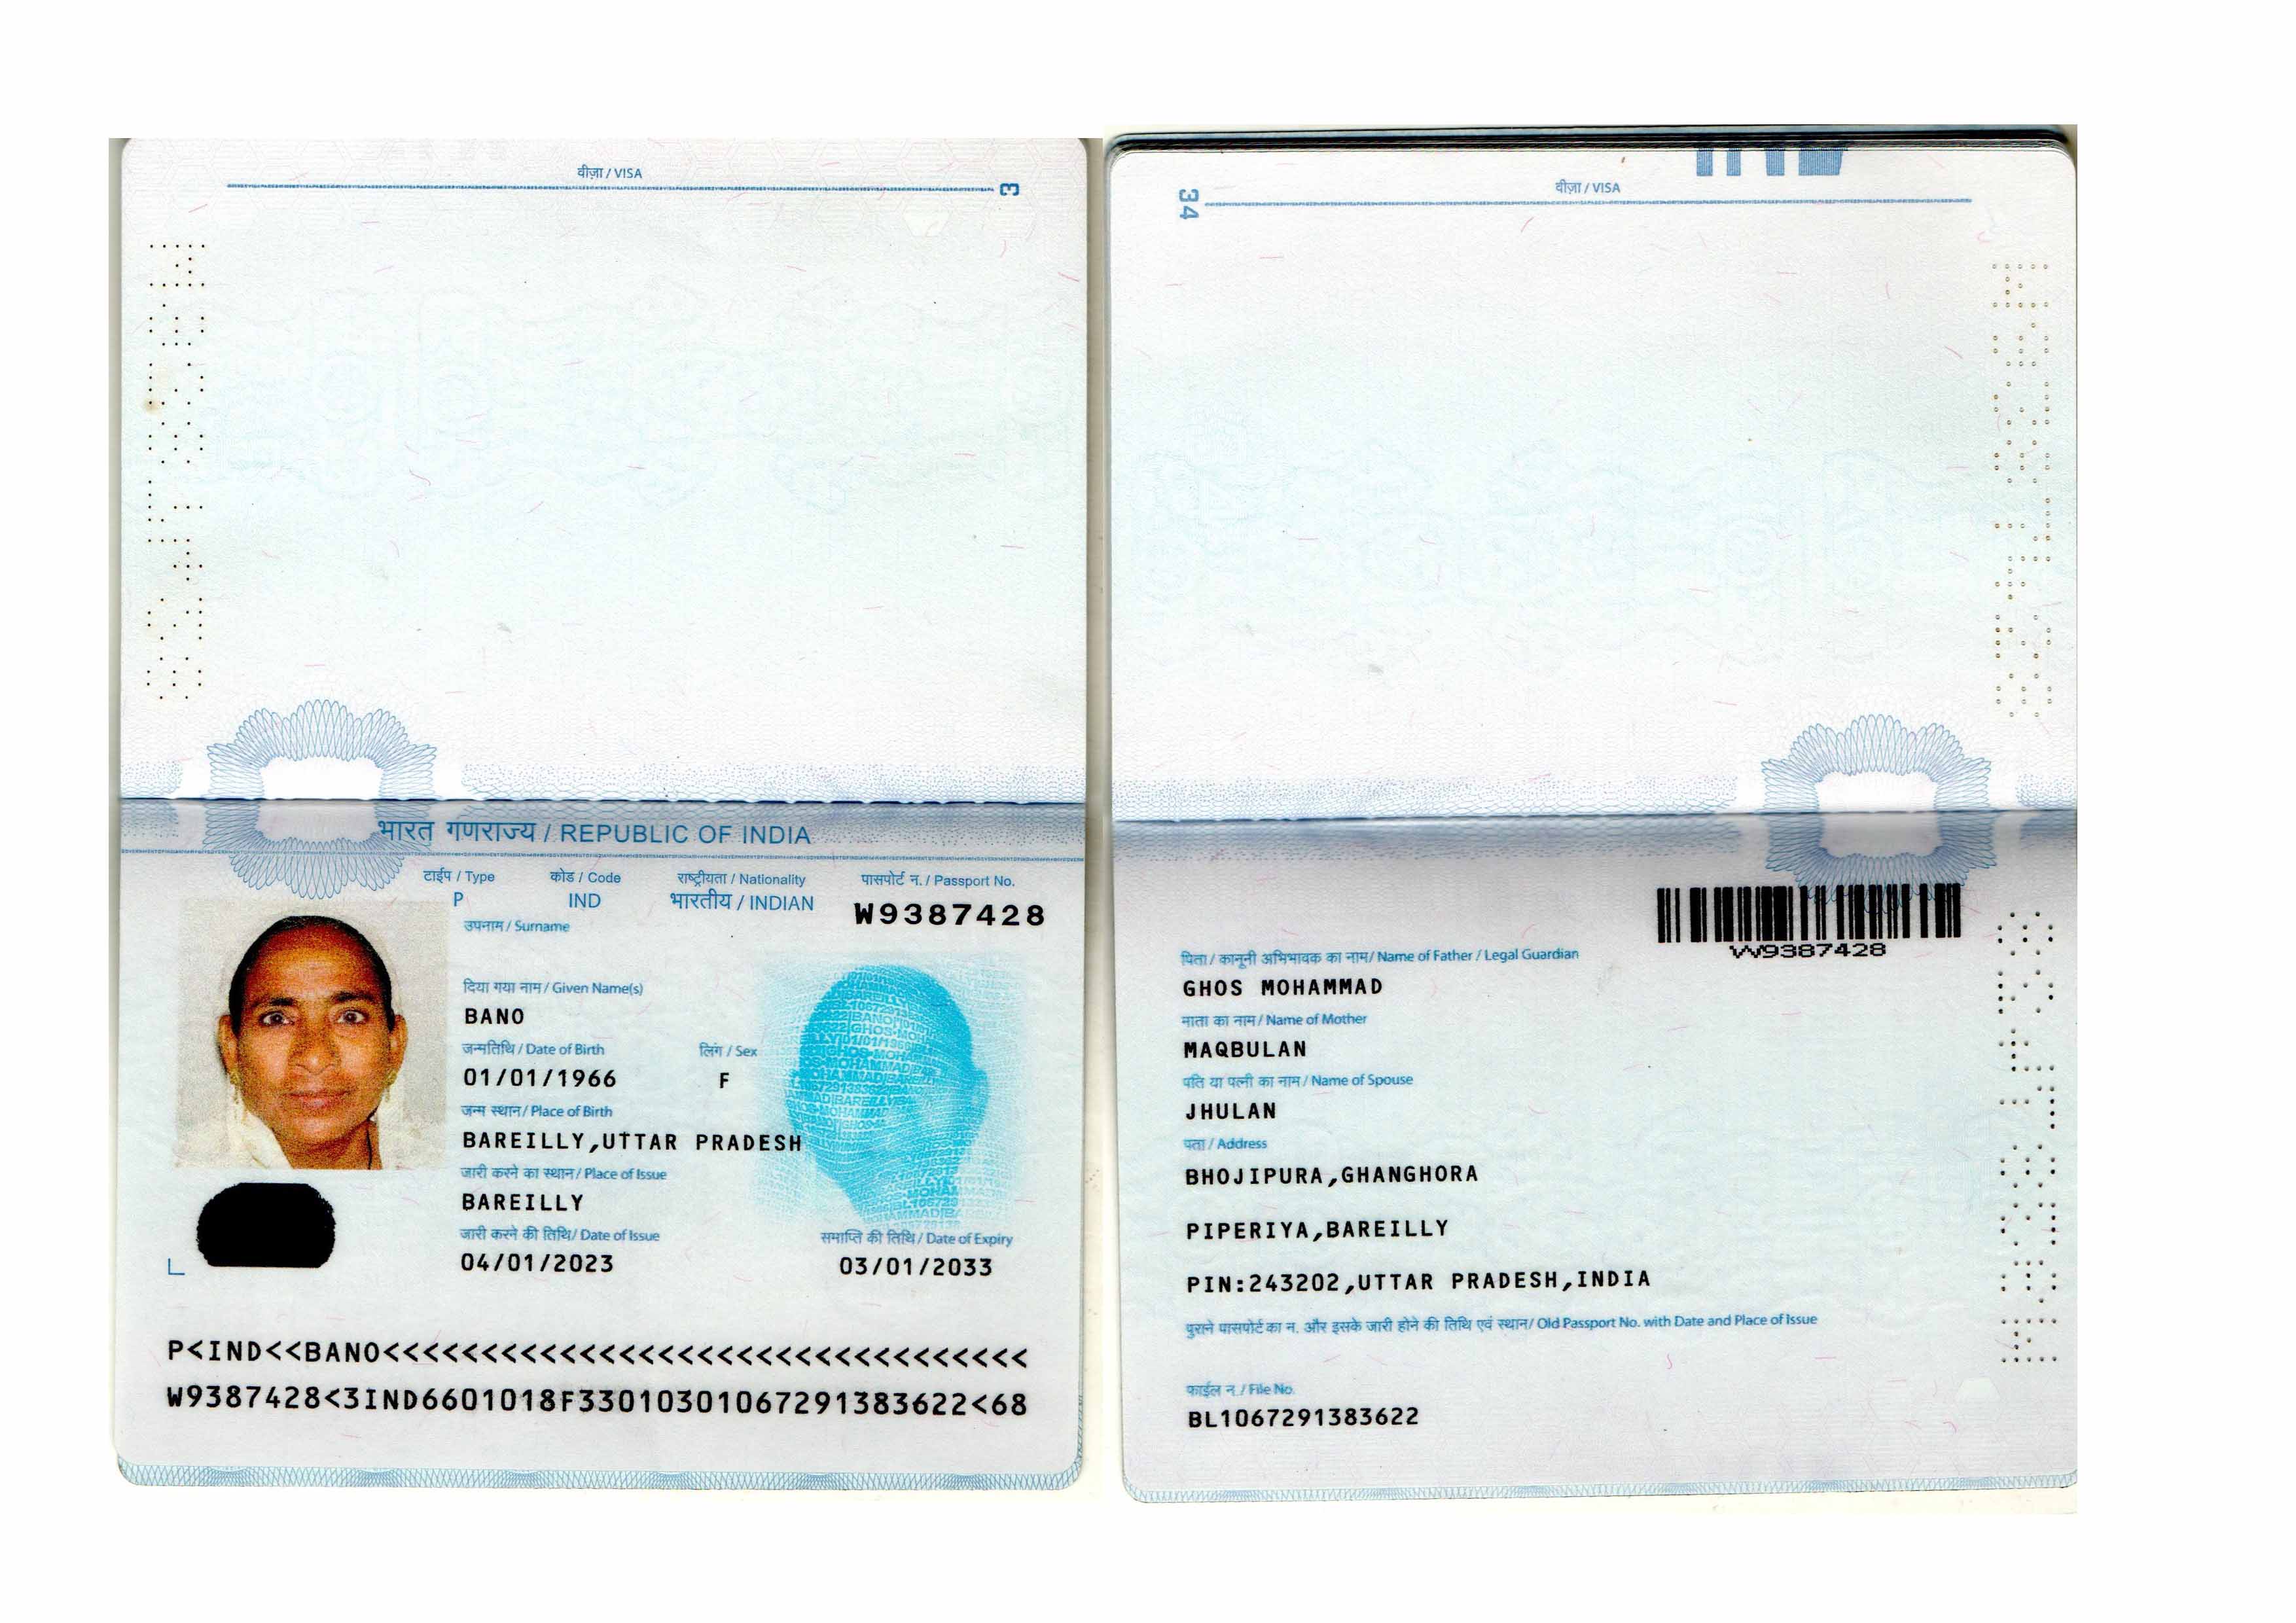 वीज़ा / VISA
3
भारत गणराज्य / REPUBLIC OF INDIA
टाईप / Type कोड / Code राष्ट्रीयता / Nationality पासपोर्ट न. / Passport No.
P IND भारतीय / INDIAN W9387428
उपनाम / Surname
दिया गया नाम / Given Name(s)
BANO
जन्मतिथि / Date of Birth लिंग / Sex
01/01/1966 F
जन्म स्थान / Place of Birth
BAREILLY,UTTAR PRADESH
जारी करने का स्थान / Place of Issue
BAREILLY
जारी करने की तिथि / Date of Issue समाप्ति की तिथि / Date of Expiry
04/01/2023 03/01/2033
P<IND<<BANO<<<<<<<<<<<<<<<<<<<<<<<<<<<<<<<<<
W9387428<3IND6601018F33010301067291383622<68
34
वीज़ा / VISA
W9387428
पिता / कानूनी अभिभावक का नाम / Name of Father / Legal Guardian
GHOS MOHAMMAD
माता का नाम / Name of Mother
MAQBULAN
पति या पत्नी का नाम / Name of Spouse
JHULAN
पता / Address
BHOJIPURA,GHANGHORA
PIPERIYA,BAREILLY
PIN:243202,UTTAR PRADESH,INDIA
पुराने पासपोर्ट का न. और इसके जारी होने की तिथि एवं स्थान / Old Passport No. with Date and Place of Issue
फाईल न. / File No.
BL1067291383622